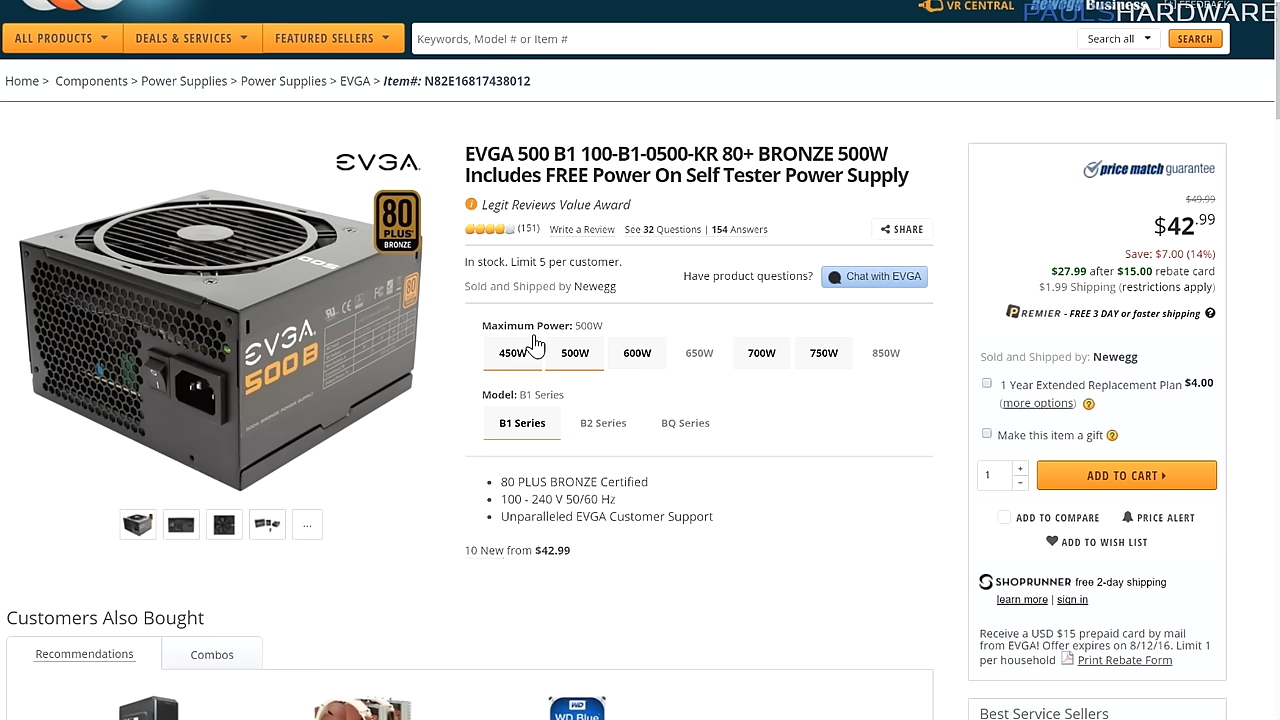 VR CENTRAL newegg Business FEEDBACK
PAULSHARDWARE
ALL PRODUCTS DEALS & SERVICES FEATURED SELLERS Keywords, Model # or Item # Search all SEARCH
Home > Components > Power Supplies > Power Supplies > EVGA > Item#: N82E16817438012
EVGA
80
PLUS
BRONZE
500
EVGA
500 B
EVGA 500 B1 100-B1-0500-KR 80+ BRONZE 500W
Includes FREE Power On Self Tester Power Supply
Legit Reviews Value Award
(151) Write a Review See 32 Questions | 154 Answers SHARE
In stock. Limit 5 per customer.
Sold and Shipped by Newegg
Have product questions? Chat with EVGA
Maximum Power: 500W
450W 500W 600W 650W 700W 750W 850W
Model: B1 Series
B1 Series B2 Series BQ Series
80 PLUS BRONZE Certified
100 - 240 V 50/60 Hz
Unparalleled EVGA Customer Support
10 New from $42.99
price match guarantee
$49.99
$42.99
Save: $7.00 (14%)
$27.99 after $15.00 rebate card
$1.99 Shipping (restrictions apply)
PREMIER - FREE 3 DAY or faster shipping ?
Sold and Shipped by: Newegg
1 Year Extended Replacement Plan $4.00
(more options) ?
Make this item a gift ?
1 + − ADD TO CART
ADD TO COMPARE PRICE ALERT
ADD TO WISH LIST
SHOPRUNNER free 2-day shipping
learn more | sign in
Receive a USD $15 prepaid card by mail
from EVGA! Offer expires on 8/12/16. Limit 1
per household Print Rebate Form
Best Service Sellers
...
Customers Also Bought
Recommendations Combos
WD
WD Blue